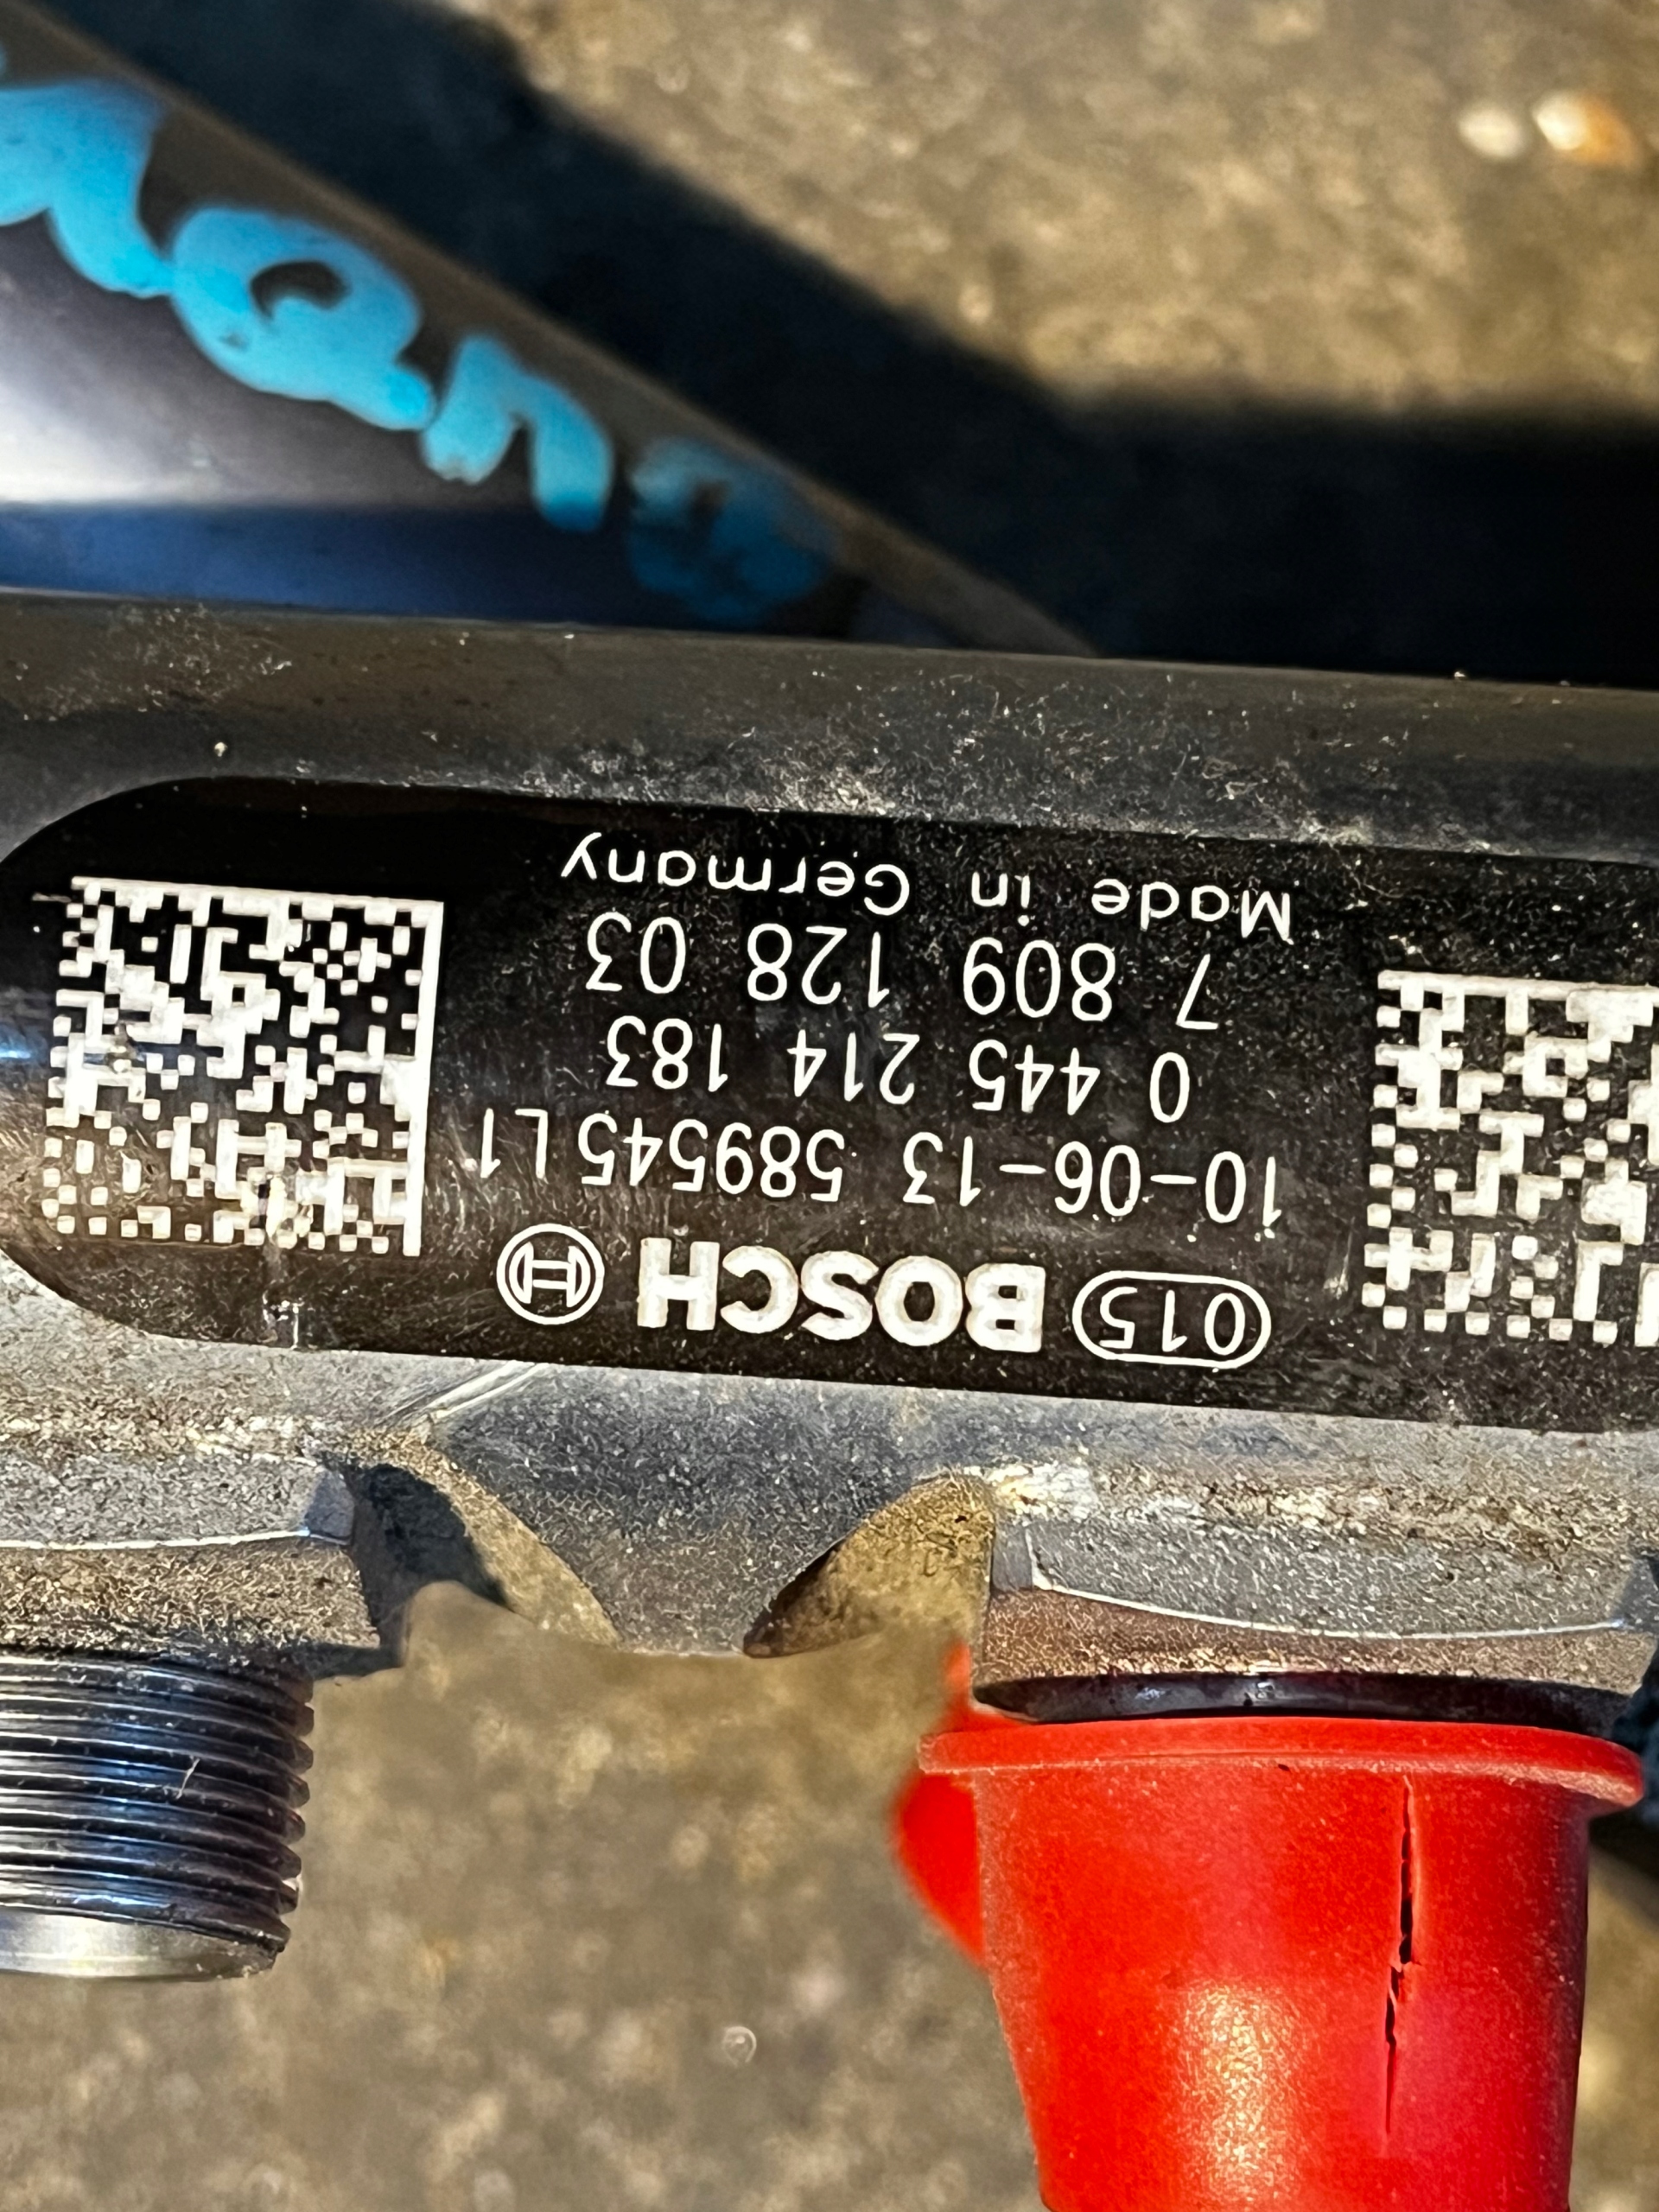 015 BOSCH
10-06-13 589545 L1
0 445 214 183
7 809 128 03
Made in Germany